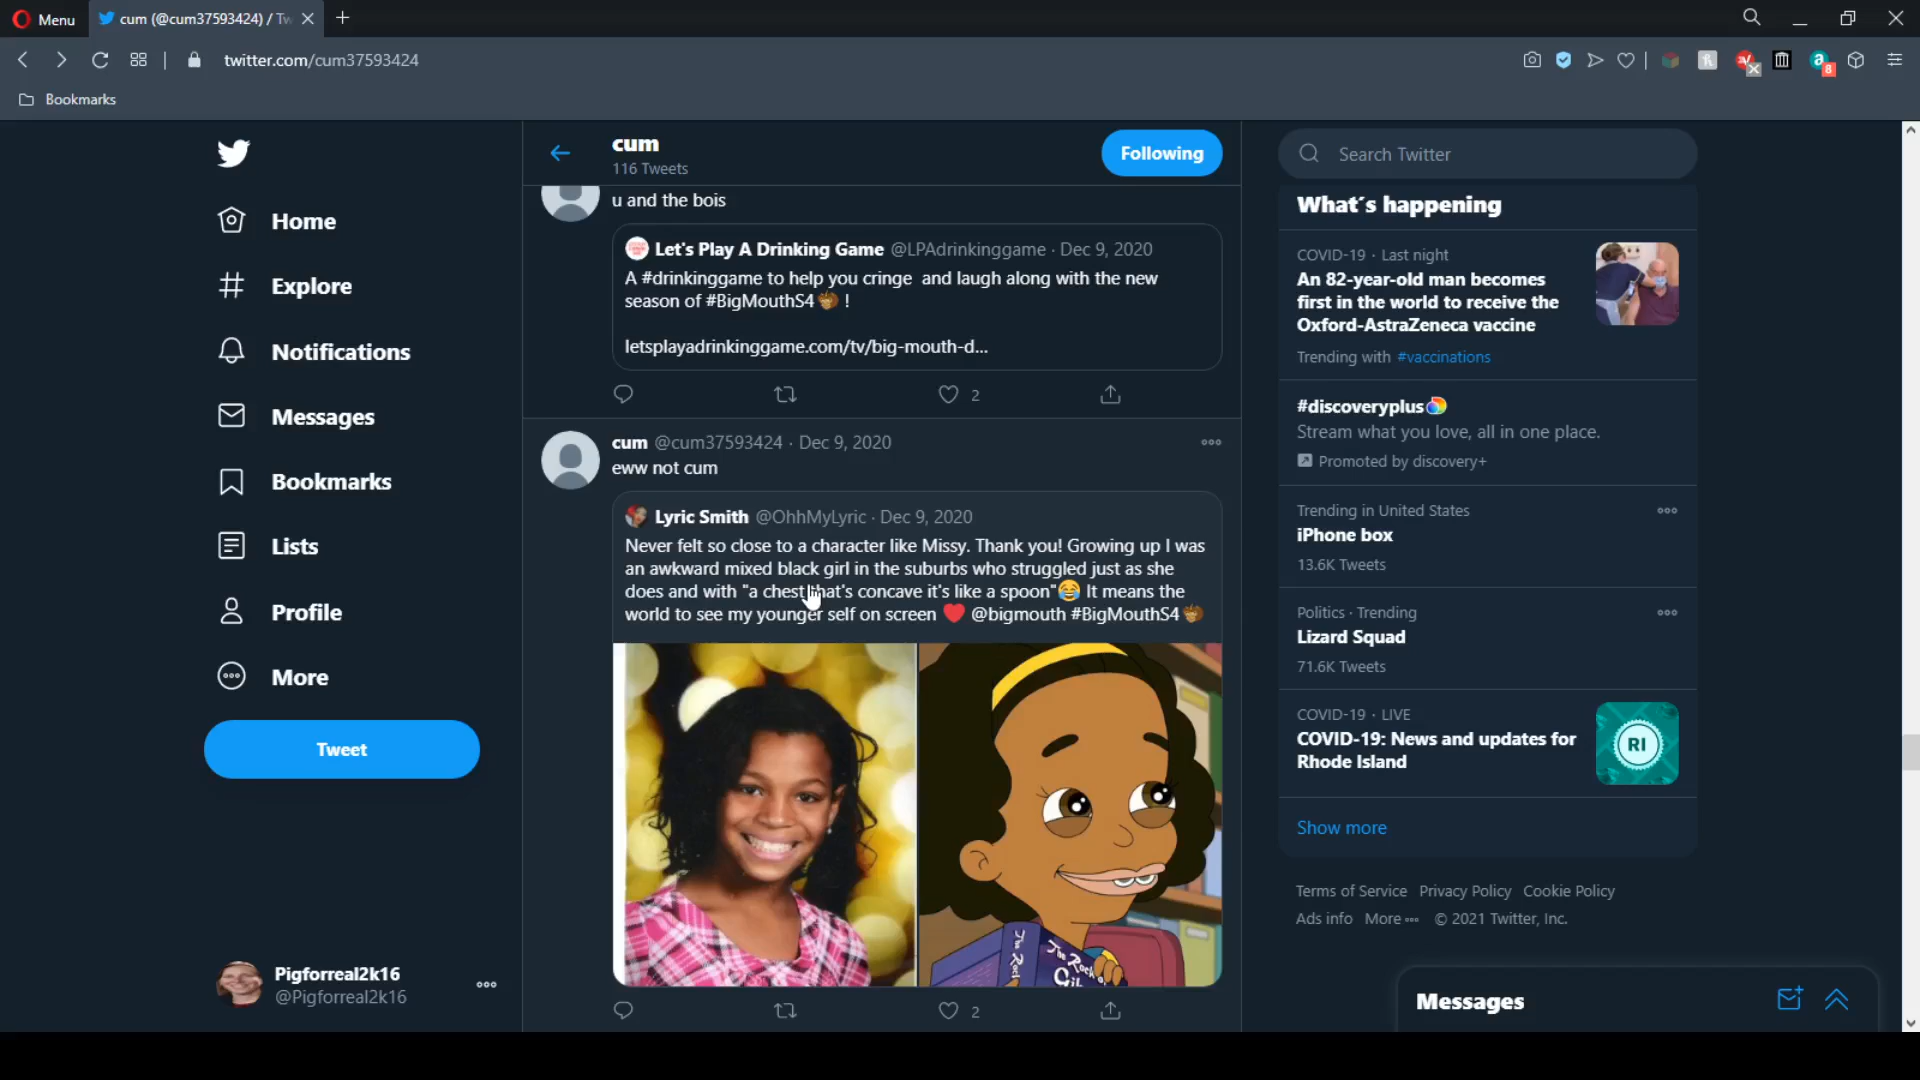 Menu
cum (@cum37593424) / Tw
twitter.com/cum37593424
8
Bookmarks
Home
Explore
Notifications
Messages
Bookmarks
Lists
Profile
More
Tweet
Pigforreal2k16
@Pigforreal2k16
cum
116 Tweets
Following
u and the bois
Let's Play A Drinking Game @LPAdrinkinggame · Dec 9, 2020
A #drinkinggame to help you cringe and laugh along with the new
season of #BigMouthS4 !
letsplayadrinkinggame.com/tv/big-mouth-d...
2
cum @cum37593424 · Dec 9, 2020
eww not cum
Lyric Smith @OhhMyLyric · Dec 9, 2020
Never felt so close to a character like Missy. Thank you! Growing up I was
an awkward mixed black girl in the suburbs who struggled just as she
does and with "a chest that's concave it's like a spoon"😂 It means the
world to see my younger self on screen ❤️ @bigmouth #BigMouthS4
The Rock
The Rock
2
Search Twitter
What's happening
COVID-19 · Last night
An 82-year-old man becomes
first in the world to receive the
Oxford-AstraZeneca vaccine
Trending with #vaccinations
#discoveryplus
Stream what you love, all in one place.
Promoted by discovery+
Trending in United States
iPhone box
13.6K Tweets
Politics · Trending
Lizard Squad
71.6K Tweets
COVID-19 · LIVE
COVID-19: News and updates for
Rhode Island
RI
Show more
Terms of Service Privacy Policy Cookie Policy
Ads info More © 2021 Twitter, Inc.
Messages